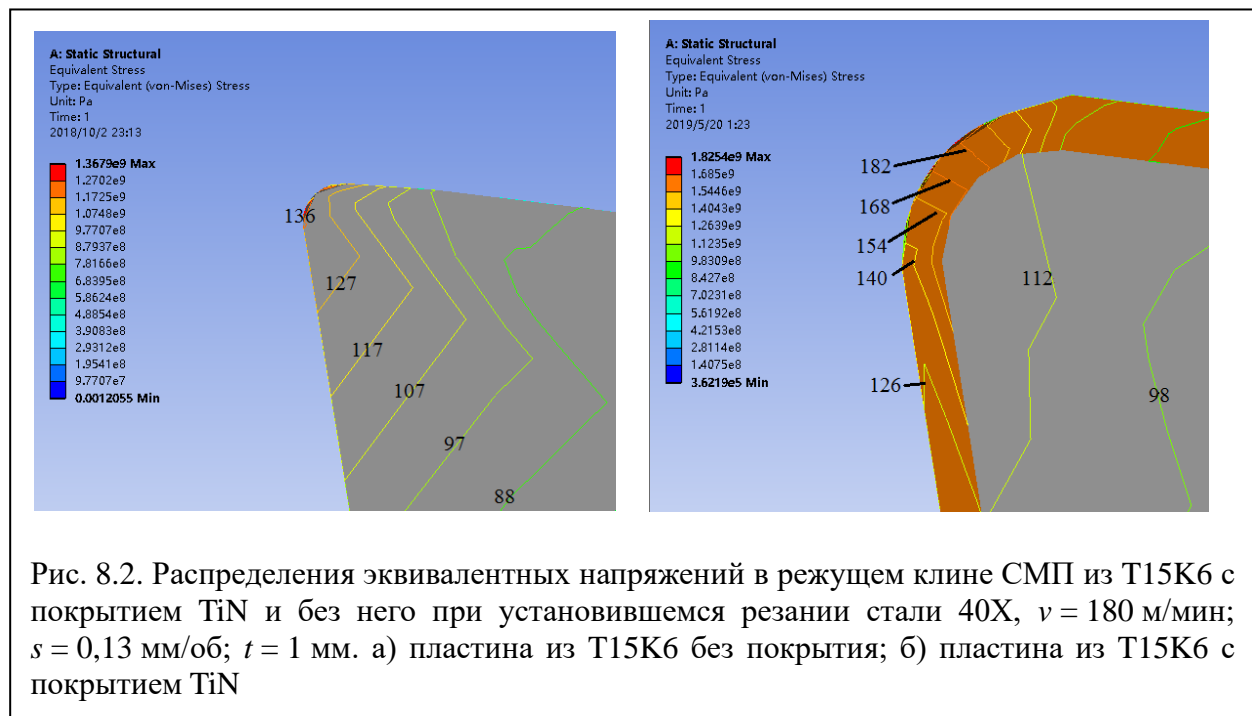 A: Static Structural
Equivalent Stress
Type: Equivalent (von-Mises) Stress
Unit: Pa
Time: 1
2018/10/2 23:13
1.3679e9 Max
1.2702e9
1.1725e9
1.0748e9
9.7707e8
8.7937e8
7.8166e8
6.8395e8
5.8624e8
4.8854e8
3.9083e8
2.9312e8
1.9541e8
9.7707e7
0.0012055 Min
136
127
117
107
97
88
A: Static Structural
Equivalent Stress
Type: Equivalent (von-Mises) Stress
Unit: Pa
Time: 1
2019/5/20 1:23
1.8254e9 Max
1.685e9
1.5446e9
1.4043e9
1.2639e9
1.1235e9
9.8309e8
8.427e8
7.0231e8
5.6192e8
4.2153e8
2.8114e8
1.4075e8
3.6219e5 Min
182
168
154
140
112
126
98
Рис. 8.2. Распределения эквивалентных напряжений в режущем клине СМП из Т15К6 с
покрытием TiN и без него при установившемся резании стали 40Х, v = 180 м/мин;
s = 0,13 мм/об; t = 1 мм. а) пластина из Т15К6 без покрытия; б) пластина из Т15К6 с
покрытием TiN